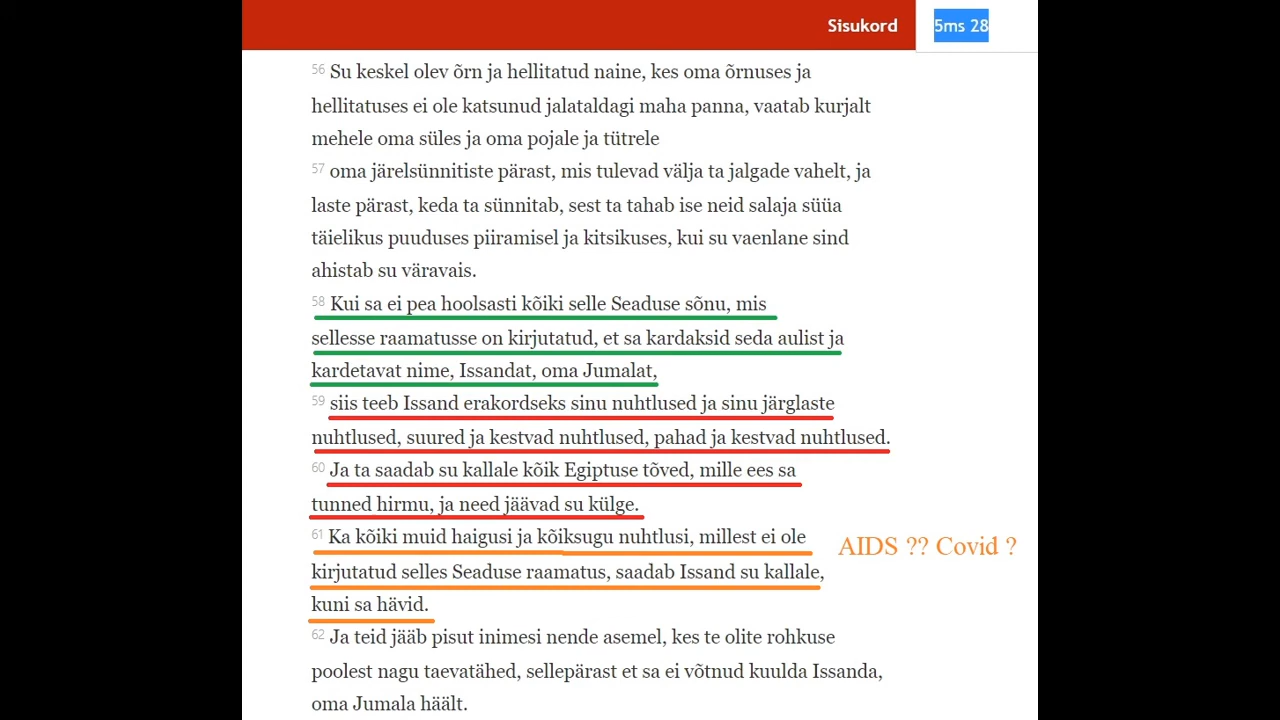 Sisukord
5ms 28
56 Su keskel olev õrn ja hellitatud naine, kes oma õrnuses ja
hellitatuses ei ole katsunud jalataldagi maha panna, vaatab kurjalt
mehele oma süles ja oma pojale ja tütrele
57 oma järelsünnitiste pärast, mis tulevad välja ta jalgade vahelt, ja
laste pärast, keda ta sünnitab, sest ta tahab ise neid salaja süüa
täielikus puuduses piiramisel ja kitsikuses, kui su vaenlane sind
ahistab su väravais.
58 Kui sa ei pea hoolsasti kõiki selle Seaduse sõnu, mis
sellesse raamatusse on kirjutatud, et sa kardaksid seda aulist ja
kardetavat nime, Issandat, oma Jumalat,
59 siis teeb Issand erakordseks sinu nuhtlused ja sinu järglaste
nuhtlused, suured ja kestvad nuhtlused, pahad ja kestvad nuhtlused.
60 Ja ta saadab su kallale kõik Egiptuse tõved, mille ees sa
tunned hirmu, ja need jäävad su külge.
61 Ka kõiki muid haigusi ja kõiksugu nuhtlusi, millest ei ole
AIDS ?? Covid ?
kirjutatud selles Seaduse raamatus, saadab Issand su kallale,
kuni sa hävid.
62 Ja teid jääb pisut inimesi nende asemel, kes te olite rohkuse
poolest nagu taevatähed, sellepärast et sa ei võtnud kuulda Issanda,
oma Jumala häält.